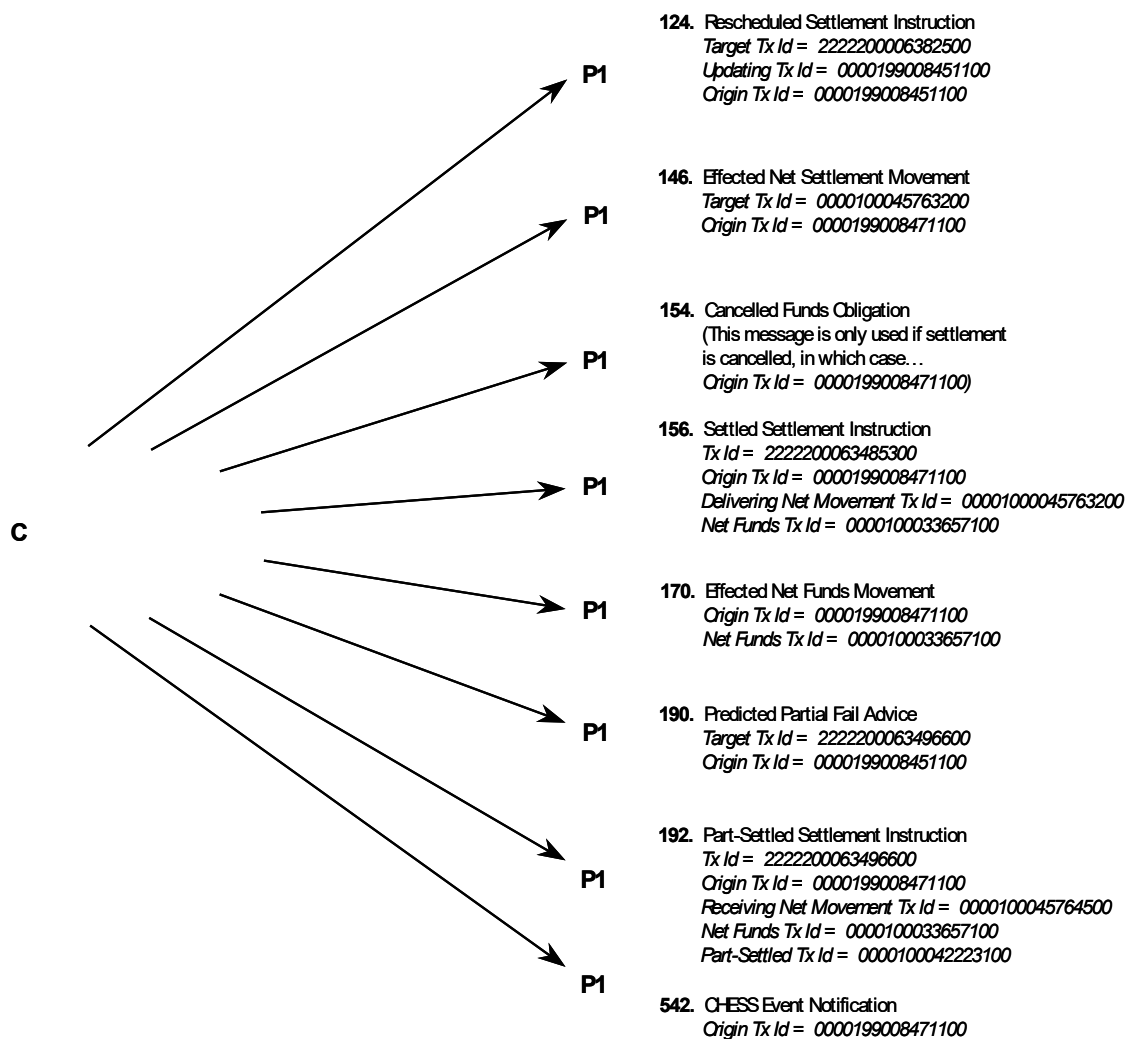 124. Rescheduled Settlement Instruction
Target Tx Id = 2222200006382500
Updating Tx Id = 0000199008451100
P1
Origin Tx Id = 0000199008451100
146. Effected Net Settlement Movement
Target Tx Id = 0000100045763200
P1
Origin Tx Id = 0000199008471100
154. Cancelled Funds Obligation
(This message is only used if settlement
is cancelled, in which case…
P1
Origin Tx Id = 0000199008471100)
156. Settled Settlement Instruction
Tx Id = 2222200063485300
Origin Tx Id = 0000199008471100
P1
Delivering Net Movement Tx Id = 00001000045763200
Net Funds Tx Id = 0000100033657100
C
170. Effected Net Funds Movement
P1
Origin Tx Id = 0000199008471100
Net Funds Tx Id = 0000100033657100
190. Predicted Partial Fail Advice
P1
Target Tx Id = 2222200063496600
Origin Tx Id = 0000199008451100
192. Part-Settled Settlement Instruction
Tx Id = 2222200063496600
P1
Origin Tx Id = 0000199008471100
Receiving Net Movement Tx Id = 0000100045764500
Net Funds Tx Id = 0000100033657100
Part-Settled Tx Id = 0000100042223100
P1
542. CHESS Event Notification
Origin Tx Id = 0000199008471100